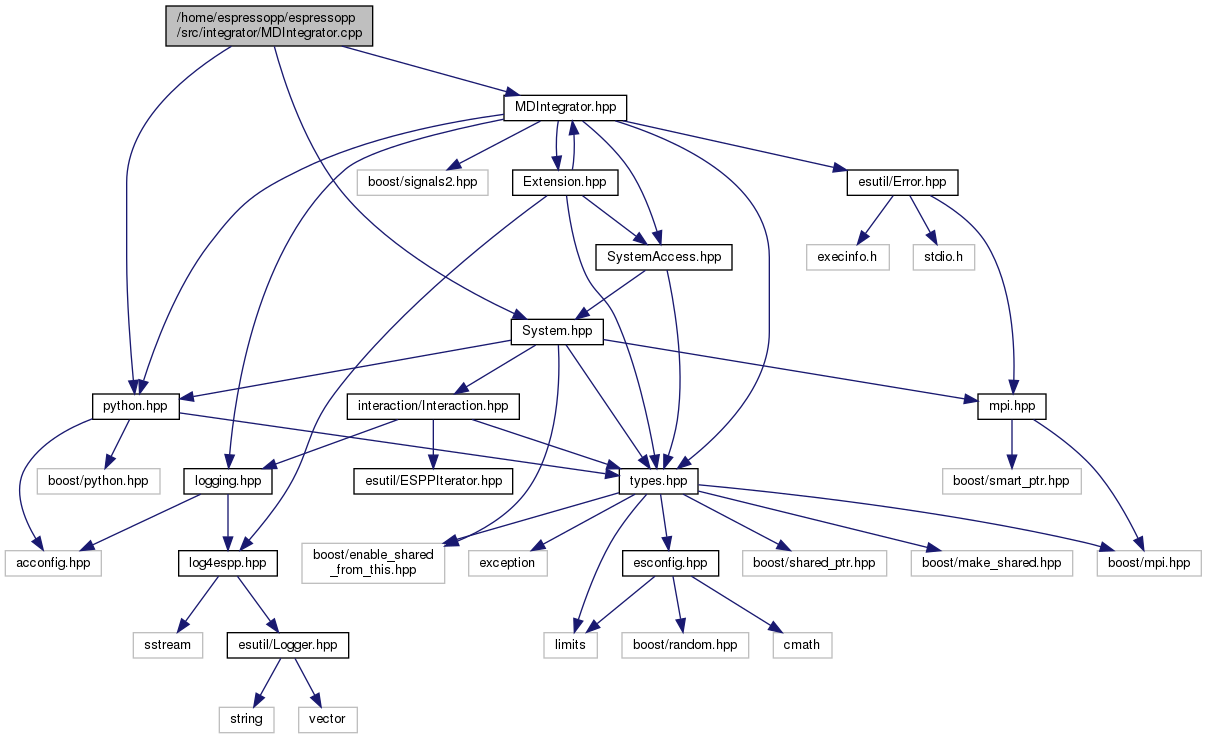 /home/espressopp/espressopp
/src/integrator/MDIntegrator.cpp
MDIntegrator.hpp
boost/signals2.hpp
Extension.hpp
esutil/Error.hpp
SystemAccess.hpp
execinfo.h
stdio.h
System.hpp
python.hpp
interaction/Interaction.hpp
mpi.hpp
boost/python.hpp
logging.hpp
esutil/ESPPIterator.hpp
types.hpp
boost/smart_ptr.hpp
acconfig.hpp
log4espp.hpp
boost/enable_shared
_from_this.hpp
exception
esconfig.hpp
boost/shared_ptr.hpp
boost/make_shared.hpp
boost/mpi.hpp
sstream
esutil/Logger.hpp
limits
boost/random.hpp
cmath
string
vector